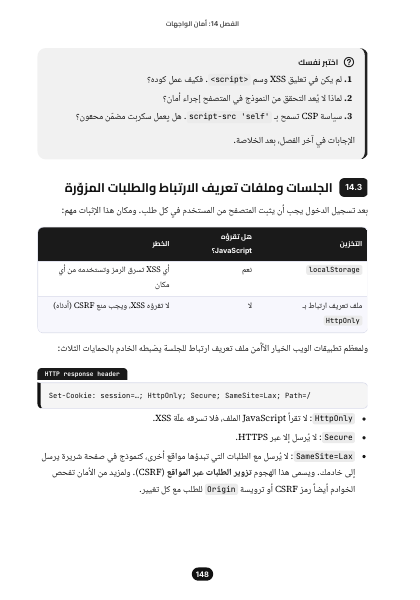 الفصل 14: أمان الواجهات
اختبر نفسك
1. لم يكن في تعليق XSS وسم <script>. فكيف عمل كوده؟
2. لماذا لا يُعد التحقق من النموذج في المتصفح إجراء أمان؟
3. سياسة CSP تسمح بـ script-src 'self'. هل يعمل سكربت مضمّن محقون؟
الإجابات في آخر الفصل، بعد الخلاصة.
14.3 الجلسات وملفات تعريف الارتباط والطلبات المزوّرة
بعد تسجيل الدخول يجب أن يثبت المتصفح من المستخدم في كل طلب. ومكان هذا الإثبات مهم:
التخزين هل تقرؤه JavaScript؟ الخطر
localStorage نعم أي XSS تسرق الرمز وتستخدمه من أي مكان
ملف تعريف ارتباط بـ HttpOnly لا لا تقرؤه XSS، ويجب منع CSRF (أدناه)
ولمعظم تطبيقات الويب الخيار الآمن ملف تعريف ارتباط للجلسة يضبطه الخادم بالحمايات الثلاث:
HTTP response header
Set-Cookie: session=…; HttpOnly; Secure; SameSite=Lax; Path=/
• HttpOnly: لا تقرأ JavaScript الملف، فلا تسرقه علّة XSS.
• Secure: لا يُرسل إلا عبر HTTPS.
• SameSite=Lax: لا يُرسل مع الطلبات التي تبدؤها مواقع أخرى، كنموذج في صفحة شريرة يرسل
إلى خادمك. ويسمى هذا الهجوم تزوير الطلبات عبر المواقع (CSRF). ولمزيد من الأمان تفحص
الخوادم أيضاً رمز CSRF أو ترويسة Origin للطلب مع كل تغيير.
148